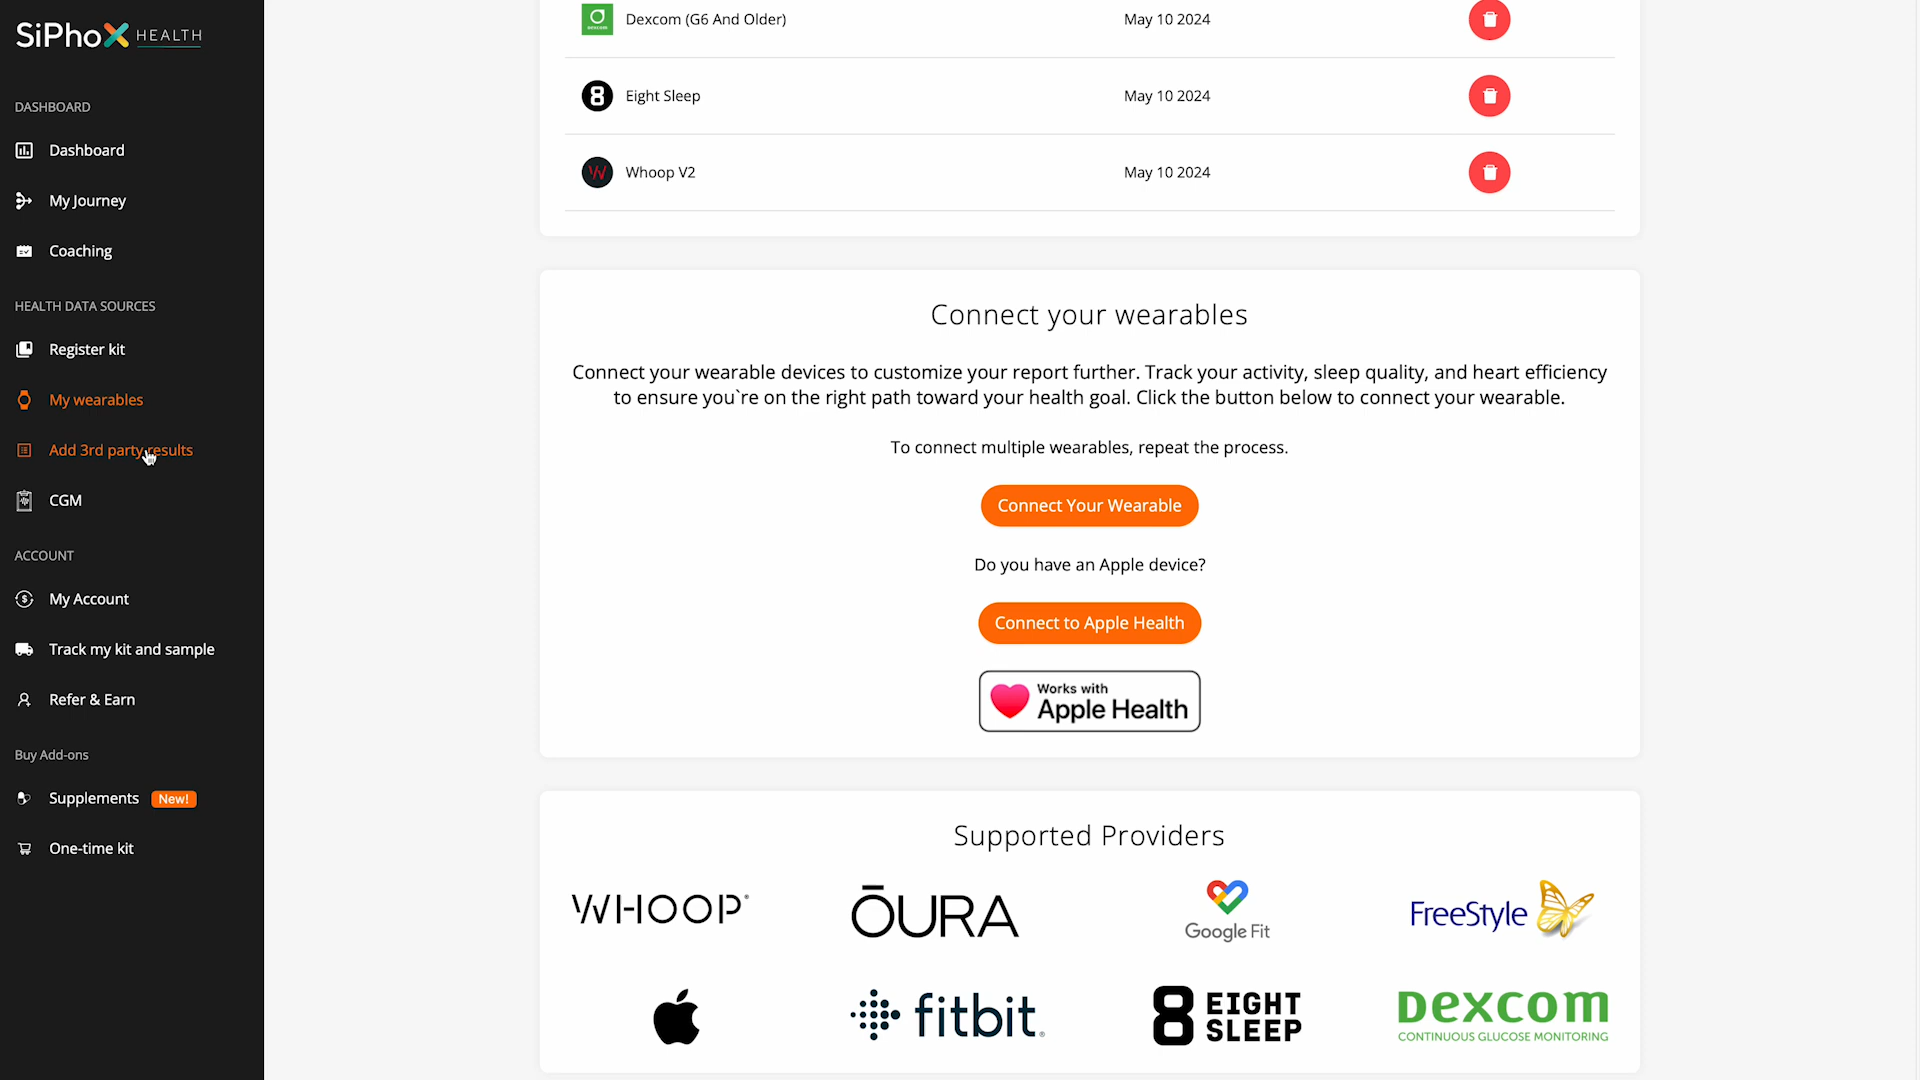 SiPhoX HEALTH
DASHBOARD
Dashboard
My Journey
Coaching
HEALTH DATA SOURCES
Register kit
My wearables
Add 3rd party results
CGM
ACCOUNT
My Account
Track my kit and sample
Refer & Earn
Buy Add-ons
Supplements New!
One-time kit
DEXCOM
Dexcom (G6 And Older) May 10 2024
8 Eight Sleep May 10 2024
W Whoop V2 May 10 2024
Connect your wearables
Connect your wearable devices to customize your report further. Track your activity, sleep quality, and heart efficiency
to ensure you`re on the right path toward your health goal. Click the button below to connect your wearable.
To connect multiple wearables, repeat the process.
Connect Your Wearable
Do you have an Apple device?
Connect to Apple Health
Works with
Apple Health
Supported Providers
WHOOP®
ŌURA
Google Fit
FreeStyle
fitbit®
8 EIGHT
SLEEP
Dexcom
CONTINUOUS GLUCOSE MONITORING